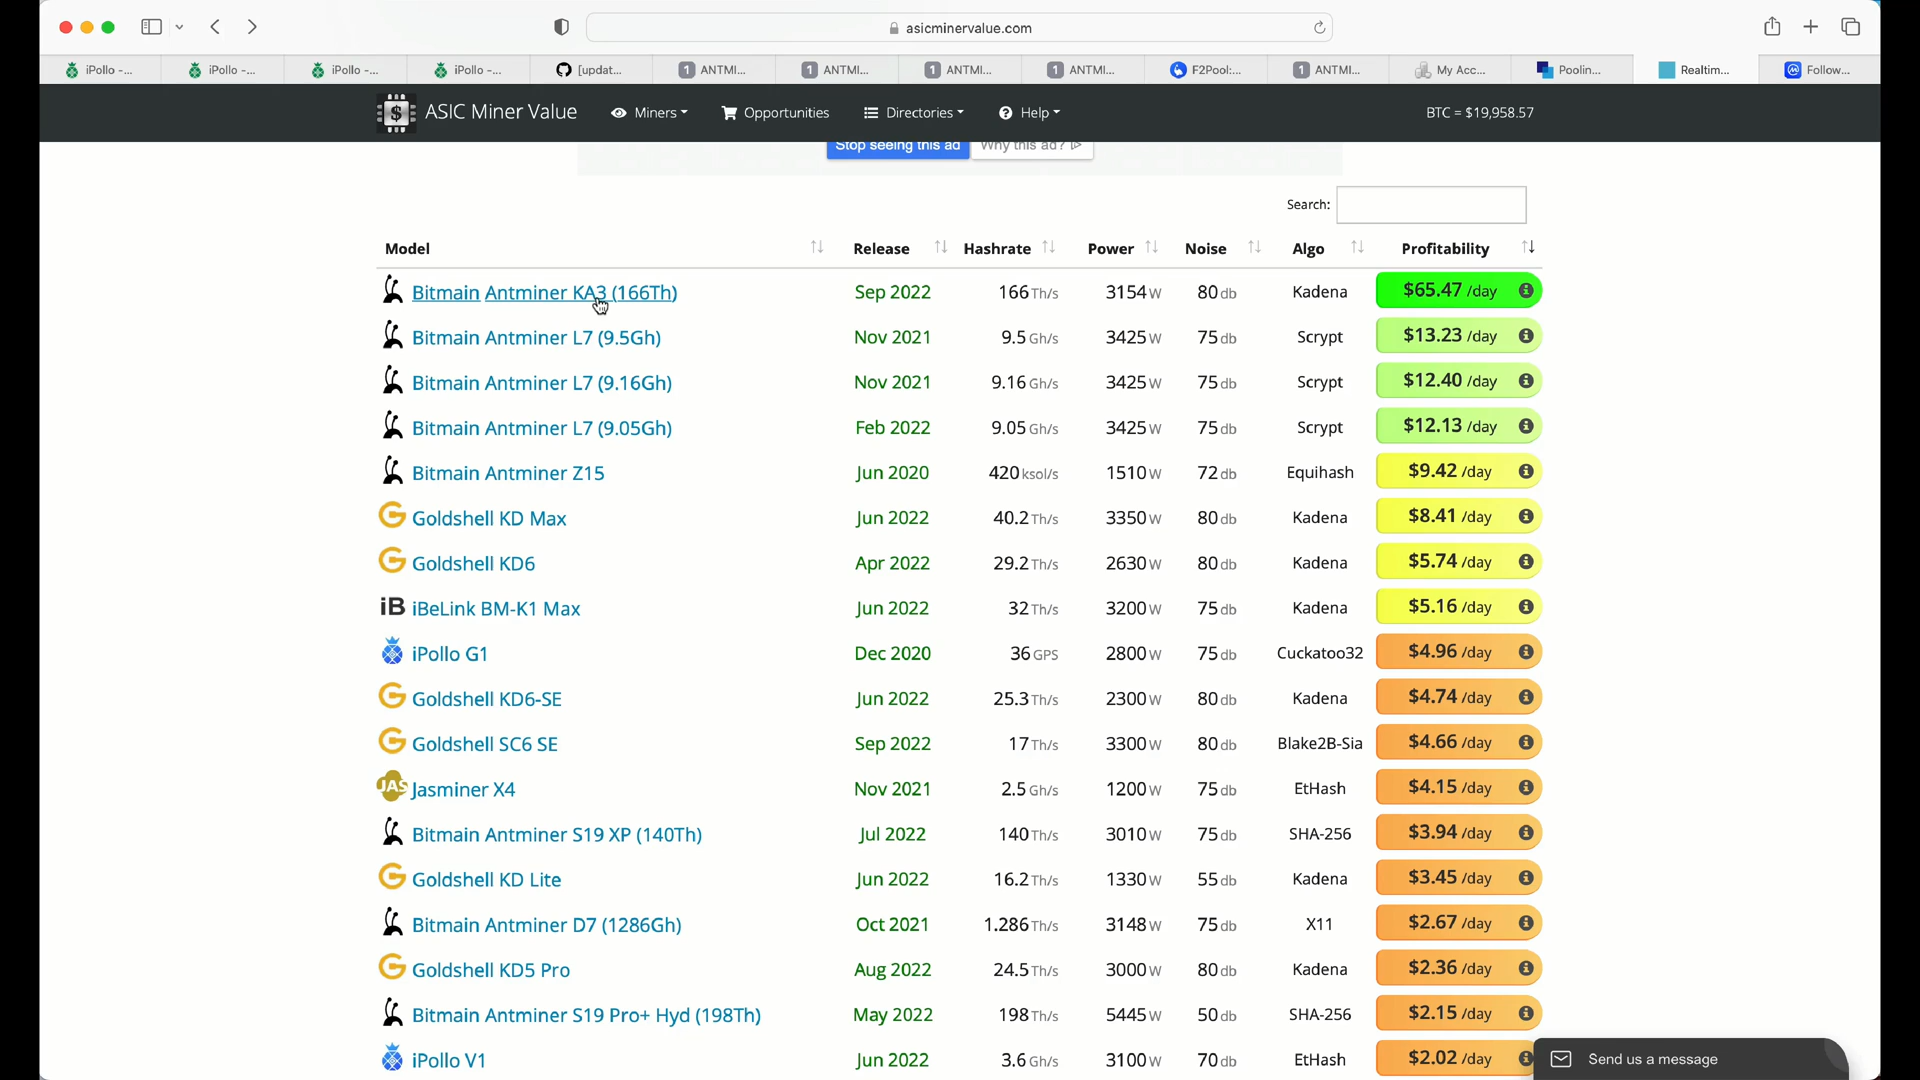 asicminervalue.com
iPollo -... iPollo -... iPollo -... iPollo -... [updat... 1 ANTMI... 1 ANTMI... 1 ANTMI... 1 ANTMI... F2Pool:... 1 ANTMI... My Acc... Poolin... Realtim... Follow...
$ ASIC Miner Value Miners Opportunities Directories Help BTC = $19,958.57
Stop seeing this ad Why this ad?
Search:
Model Release Hashrate Power Noise Algo Profitability
Bitmain Antminer KA3 (166Th) Sep 2022 166 Th/s 3154 W 80 db Kadena $65.47 /day
Bitmain Antminer L7 (9.5Gh) Nov 2021 9.5 Gh/s 3425 W 75 db Scrypt $13.23 /day
Bitmain Antminer L7 (9.16Gh) Nov 2021 9.16 Gh/s 3425 W 75 db Scrypt $12.40 /day
Bitmain Antminer L7 (9.05Gh) Feb 2022 9.05 Gh/s 3425 W 75 db Scrypt $12.13 /day
Bitmain Antminer Z15 Jun 2020 420 ksol/s 1510 W 72 db Equihash $9.42 /day
Goldshell KD Max Jun 2022 40.2 Th/s 3350 W 80 db Kadena $8.41 /day
Goldshell KD6 Apr 2022 29.2 Th/s 2630 W 80 db Kadena $5.74 /day
iB iBeLink BM-K1 Max Jun 2022 32 Th/s 3200 W 75 db Kadena $5.16 /day
iPollo G1 Dec 2020 36 GPS 2800 W 75 db Cuckatoo32 $4.96 /day
Goldshell KD6-SE Jun 2022 25.3 Th/s 2300 W 80 db Kadena $4.74 /day
Goldshell SC6 SE Sep 2022 17 Th/s 3300 W 80 db Blake2B-Sia $4.66 /day
JAS Jasminer X4 Nov 2021 2.5 Gh/s 1200 W 75 db EtHash $4.15 /day
Bitmain Antminer S19 XP (140Th) Jul 2022 140 Th/s 3010 W 75 db SHA-256 $3.94 /day
Goldshell KD Lite Jun 2022 16.2 Th/s 1330 W 55 db Kadena $3.45 /day
Bitmain Antminer D7 (1286Gh) Oct 2021 1.286 Th/s 3148 W 75 db X11 $2.67 /day
Goldshell KD5 Pro Aug 2022 24.5 Th/s 3000 W 80 db Kadena $2.36 /day
Bitmain Antminer S19 Pro+ Hyd (198Th) May 2022 198 Th/s 5445 W 50 db SHA-256 $2.15 /day
iPollo V1 Jun 2022 3.6 Gh/s 3100 W 70 db EtHash $2.02 /day
Send us a message